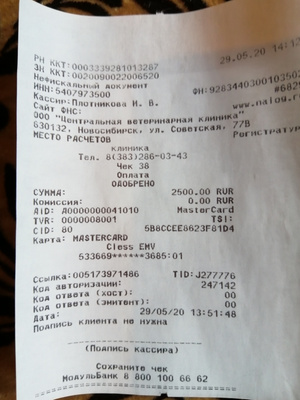 РН ККТ:0003339281013287 29.05.20 14:12
ЗН ККТ:0020090022006520
Нефискальный документ ФН:9283440300103502
ИНН:5407973500 #6829
Кассир:Плотникова И. В. www.nalog.
Сайт ФНС:
ООО "Центральная ветеринарная клиника"
630132, Новосибирск, ул. Советская, 77В
МЕСТО РАСЧЕТОВ Регистратур
клиника
Тел. 8(383)286-03-43
Чек 38
Оплата
ОДОБРЕНО
СУММА: 2500.00 RUR
Комиссия: 0.00 RUR
AID: A0000000041010 MasterCard
TVR: 0000008001 TSI:
CID: 80 5B8CCEE8623F81D4
Карта: MASTERCARD
Cless EMV
533669******3685:01
Ссылка:005173971486 TID:J277776
Код авторизации: 247142
Код ответа (хост): 00
Код ответа (эмитент): 00
Дата: 29/05/20 13:51:48
Подпись клиента не нужна
(Подпись кассира)
Сохраните чек
МодульБанк 8 800 100 66 62